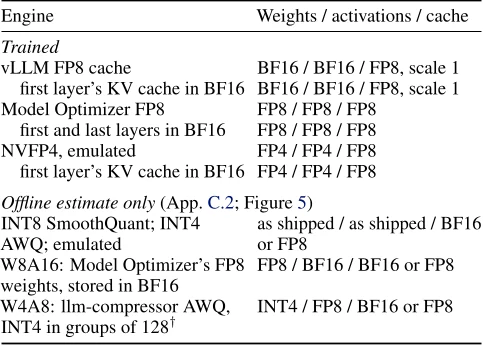 Engine Weights / activations / cache
Trained
vLLM FP8 cache BF16 / BF16 / FP8, scale 1
first layer's KV cache in BF16 BF16 / BF16 / FP8, scale 1
Model Optimizer FP8 FP8 / FP8 / FP8
first and last layers in BF16 FP8 / FP8 / FP8
NVFP4, emulated FP4 / FP4 / FP8
first layer's KV cache in BF16 FP4 / FP4 / FP8
Offline estimate only (App. C.2; Figure 5)
INT8 SmoothQuant; INT4 as shipped / as shipped / BF16
AWQ; emulated or FP8
W8A16: Model Optimizer's FP8 FP8 / BF16 / BF16 or FP8
weights, stored in BF16
W4A8: llm-compressor AWQ, INT4 / FP8 / BF16 or FP8
INT4 in groups of 128†